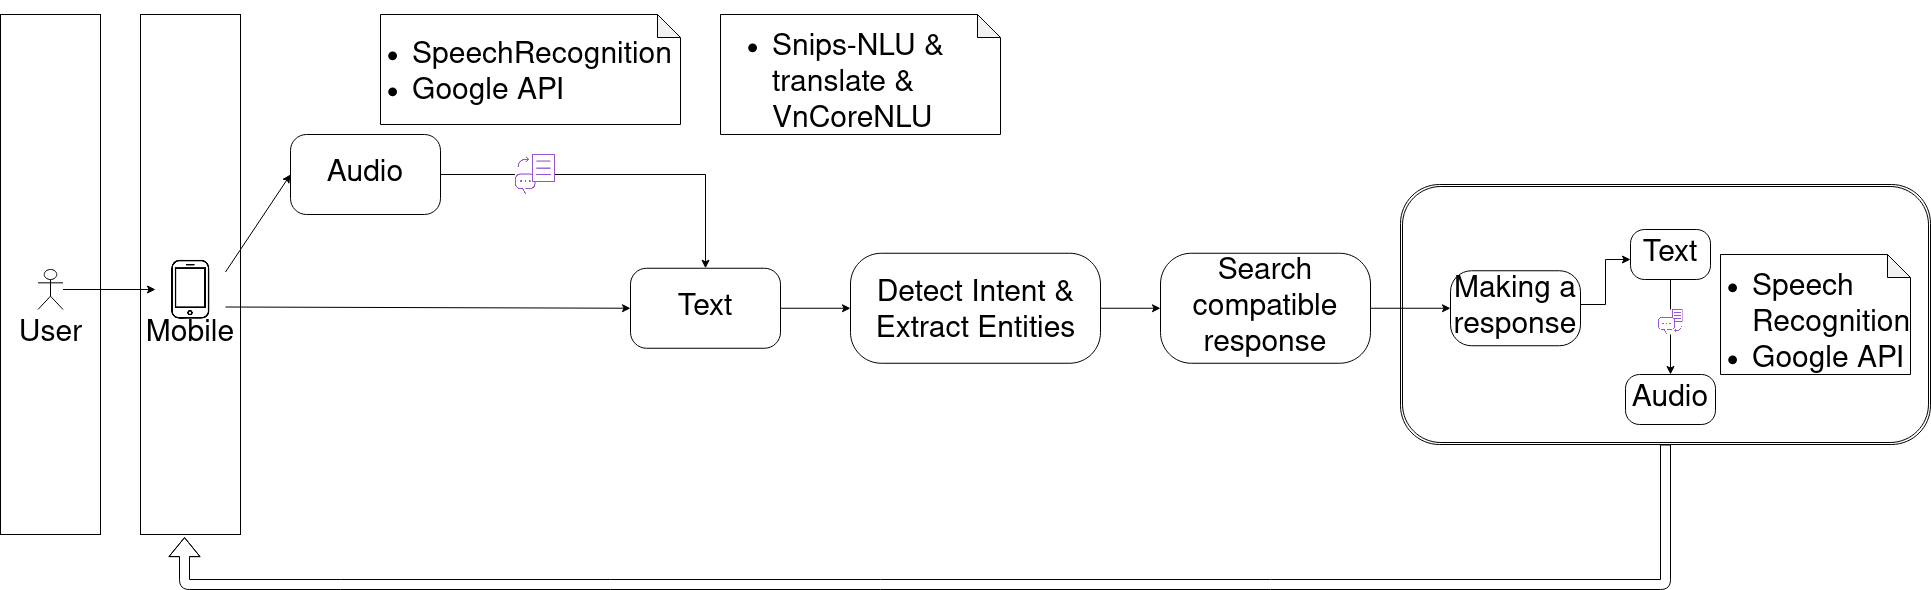 SpeechRecognition
Google API
Snips-NLU &
translate &
VnCoreNLU
Audio
User
Mobile
Text
Detect Intent &
Extract Entities
Search
compatible
response
Making a
response
Text
Audio
Speech
Recognition
Google API